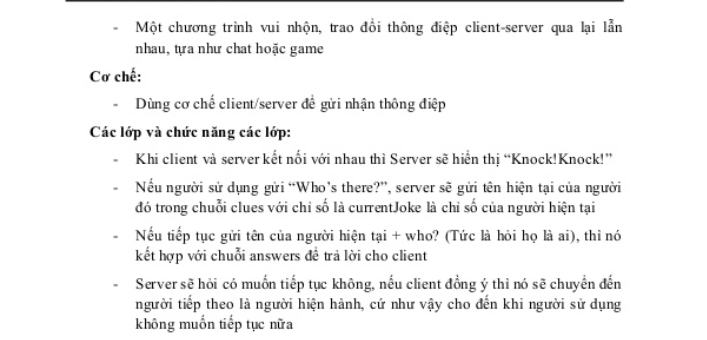 - Một chương trình vui nhộn, trao đổi thông điệp client-server qua lại lẫn
nhau, tựa như chat hoặc game
Cơ chế:
- Dùng cơ chế client/server để gửi nhận thông điệp
Các lớp và chức năng các lớp:
- Khi client và server kết nối với nhau thì Server sẽ hiển thị “Knock!Knock!”
- Nếu người sử dụng gửi “Who’s there?”, server sẽ gửi tên hiện tại của người
đó trong chuỗi clues với chỉ số là currentJoke là chỉ số của người hiện tại
- Nếu tiếp tục gửi tên của người hiện tại + who? (Tức là hỏi họ là ai), thì nó
kết hợp với chuỗi answers để trả lời cho client
- Server sẽ hỏi có muốn tiếp tục không, nếu client đồng ý thì nó sẽ chuyển đến
người tiếp theo là người hiện hành, cứ như vậy cho đến khi người sử dụng
không muốn tiếp tục nữa